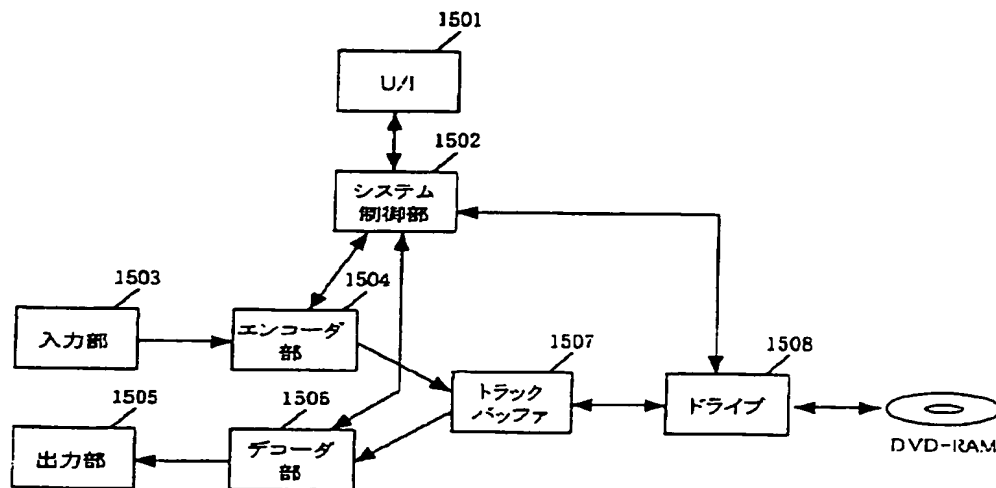 1501
U/I
1502
システム
制御部
1503
入力部
1504
エンコーダ
部
1505
出力部
1506
デコーダ
部
1507
トラック
バッファ
1508
ドライブ
DVD-RAM